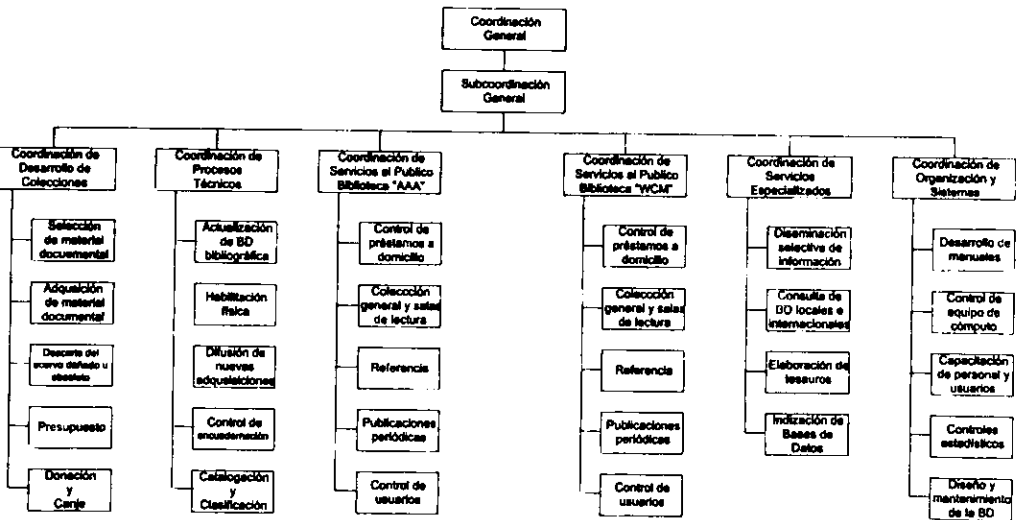 Coordinación
General
Subcoordinación
General
Coordinación de
Desarrollo de
Colecciones
Selección
de material
docuemental
Adquisición
de material
documental
Descarte del
acervo dañado u
obsoleto
Presupuesto
Donación
y
Canje
Coordinación de
Procesos
Técnicos
Actualización
de BD
bibliográfica
Habilitación
física
Difusión de
nuevas
adquisiciones
Control de
encuadernación
Catalogación
y
Clasificación
Coordinación de
Servicios al Publico
Biblioteca "AAA"
Control de
préstamos a
domicilio
Colección
general y salas
de lectura
Referencia
Publicaciones
periódicas
Control de
usuarios
Coordinación de
Servicios al Publico
Biblioteca "WCM"
Control de
préstamos a
domicilio
Colección
general y salas
de lectura
Referencia
Publicaciones
periódicas
Control de
usuarios
Coordinación de
Servicios
Especializados
Diseminación
selectiva de
información
Consulta de
BD locales e
internacionales
Elaboración de
tesauros
Indización de
Bases de
Datos
Coordinación de
Organización y
Sistemas
Desarrollo de
manuales
Control de
equipo de
cómputo
Capacitación
de personal y
usuarios
Controles
estadísticos
Diseño y
mantenimiento
de la BD